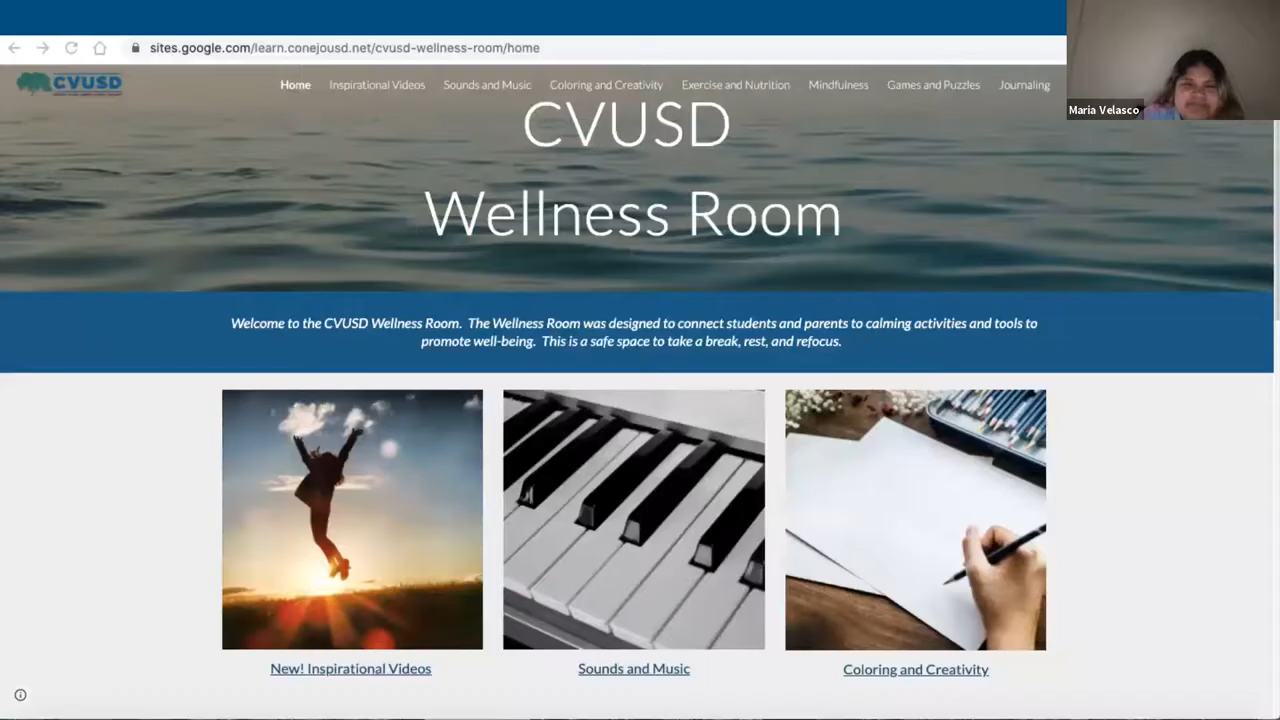 sites.google.com/learn.conejousd.net/cvusd-wellness-room/home
CVUSD
Home Inspirational Videos Sounds and Music Coloring and Creativity Exercise and Nutrition Mindfulness Games and Puzzles Journaling
Maria Velasco
CVUSD
Wellness Room
Welcome to the CVUSD Wellness Room. The Wellness Room was designed to connect students and parents to calming activities and tools to
promote well-being. This is a safe space to take a break, rest, and refocus.
New! Inspirational Videos
Sounds and Music
Coloring and Creativity